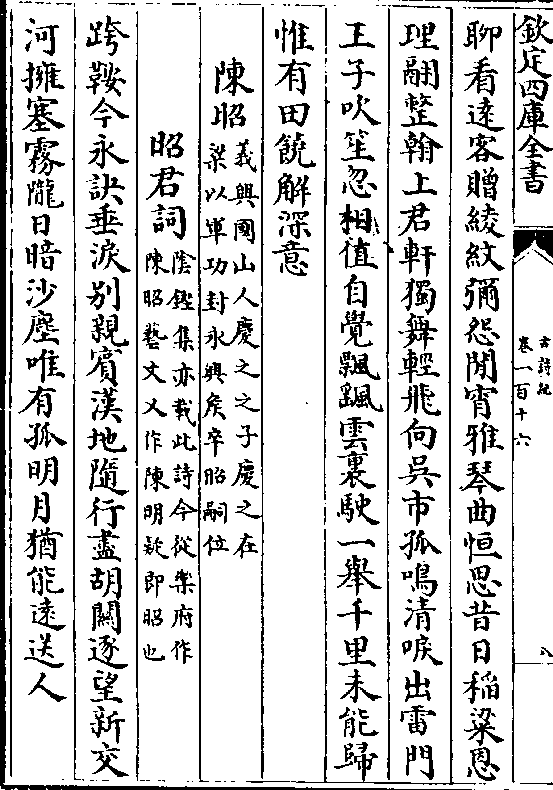 欽定四庫全書
古詩紀
卷一百十六
八
聊看遠客贈綾紋彌怨閒宵雅琴曲恒思昔日稲粱恩
理翮整翰上君軒獨舞輕飛向吳市孤鳴清唳出雷門
王子吹笙忽相值自覺飄颻雲裏駛一舉千里未能歸
惟有田饒解深意
陳昭
義興國山人慶之之子慶之在
梁以軍功封永興矦卒昭嗣位
昭君詞
陰鏗集亦載此詩今從樂府作
陳昭藝文又作陳明疑即昭也
跨鞍今永訣垂淚別親賓漢地隨行盡胡關逐望新交
河擁塞霧隴日暗沙塵唯有孤明月猶能遠送人